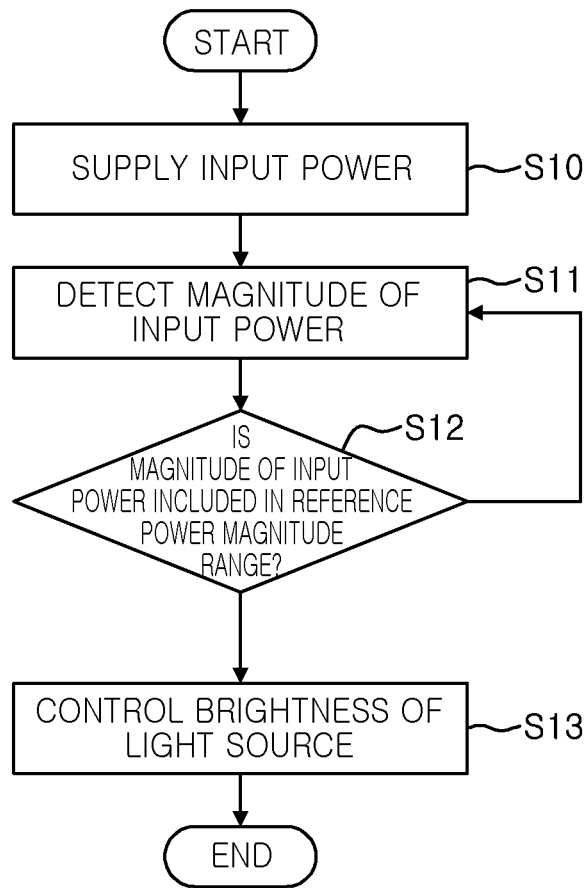 START
SUPPLY INPUT POWER
S10
DETECT MAGNITUDE OF
INPUT POWER
S11
IS
MAGNITUDE OF INPUT
POWER INCLUDED IN REFERENCE
POWER MAGNITUDE
RANGE?
S12
CONTROL BRIGHTNESS OF
LIGHT SOURCE
S13
END